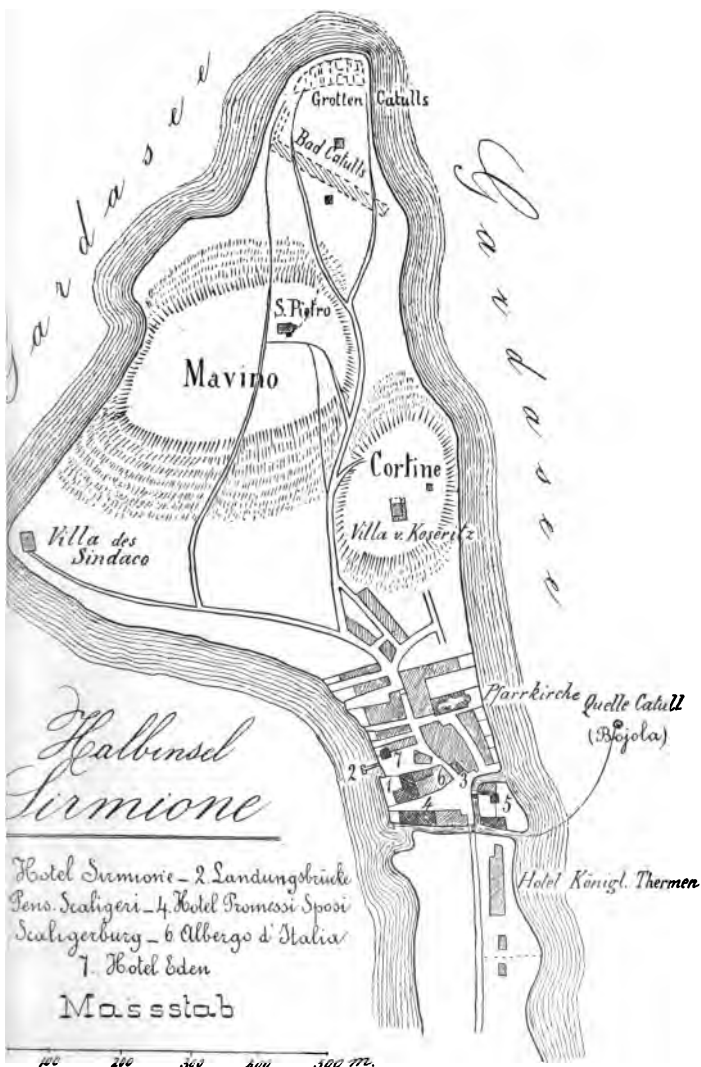 Gardasee
Gardasee
Grotten Catulls
Bad Catulls
S. Pietro
Mavino
Cortine
Villa v. Koseritz
Villa des
Sindaco
Pfarrkirche
Quelle Catull
(Bojola)
7
2
1
6
3
4
5
Hotel Königl. Thermen
Halbinsel
Sirmione
Hotel Sirmione – 2. Landungsbrücke
Pens. Scaligeri – 4. Hotel Promessi Sposi
Scaligerburg – 6 Albergo d'Italia
7. Hotel Eden
Massstab
100 200 300 400 500 m.